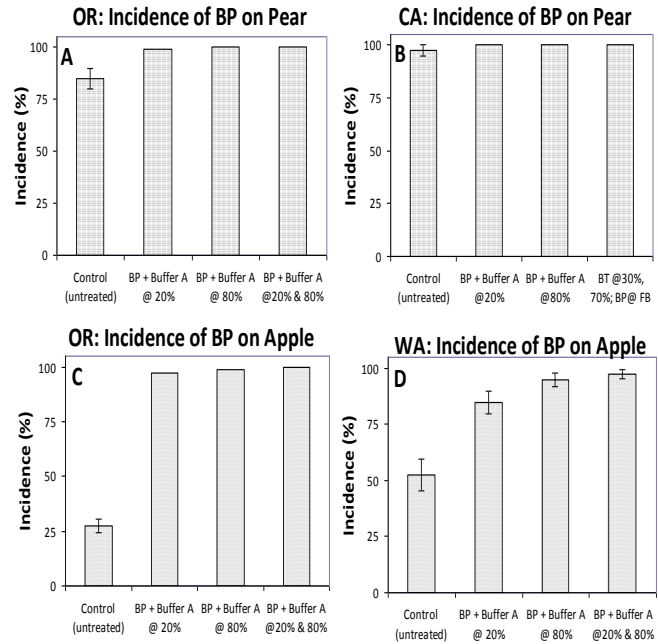 OR: Incidence of BP on Pear
A
Incidence (%)
100
75
50
25
0
Control
(untreated)
BP + Buffer A
@ 20%
BP + Buffer A
@ 80%
BP + Buffer A
@20% & 80%
CA: Incidence of BP on Pear
B
Incidence (%)
100
75
50
25
0
Control
(untreated)
BP + Buffer A
@20%
BP + Buffer A
@80%
BT @30%,
70%; BP@ FB
OR: Incidence of BP on Apple
C
Incidence (%)
100
75
50
25
0
Control
(untreated)
BP + Buffer A
@ 20%
BP + Buffer A
@ 80%
BP + Buffer A
@20% & 80%
WA: Incidence of BP on Apple
D
Incidence (%)
100
75
50
25
0
Control
(untreated)
BP + Buffer A
@ 20%
BP + Buffer A
@ 80%
BP + Buffer A
@20% & 80%